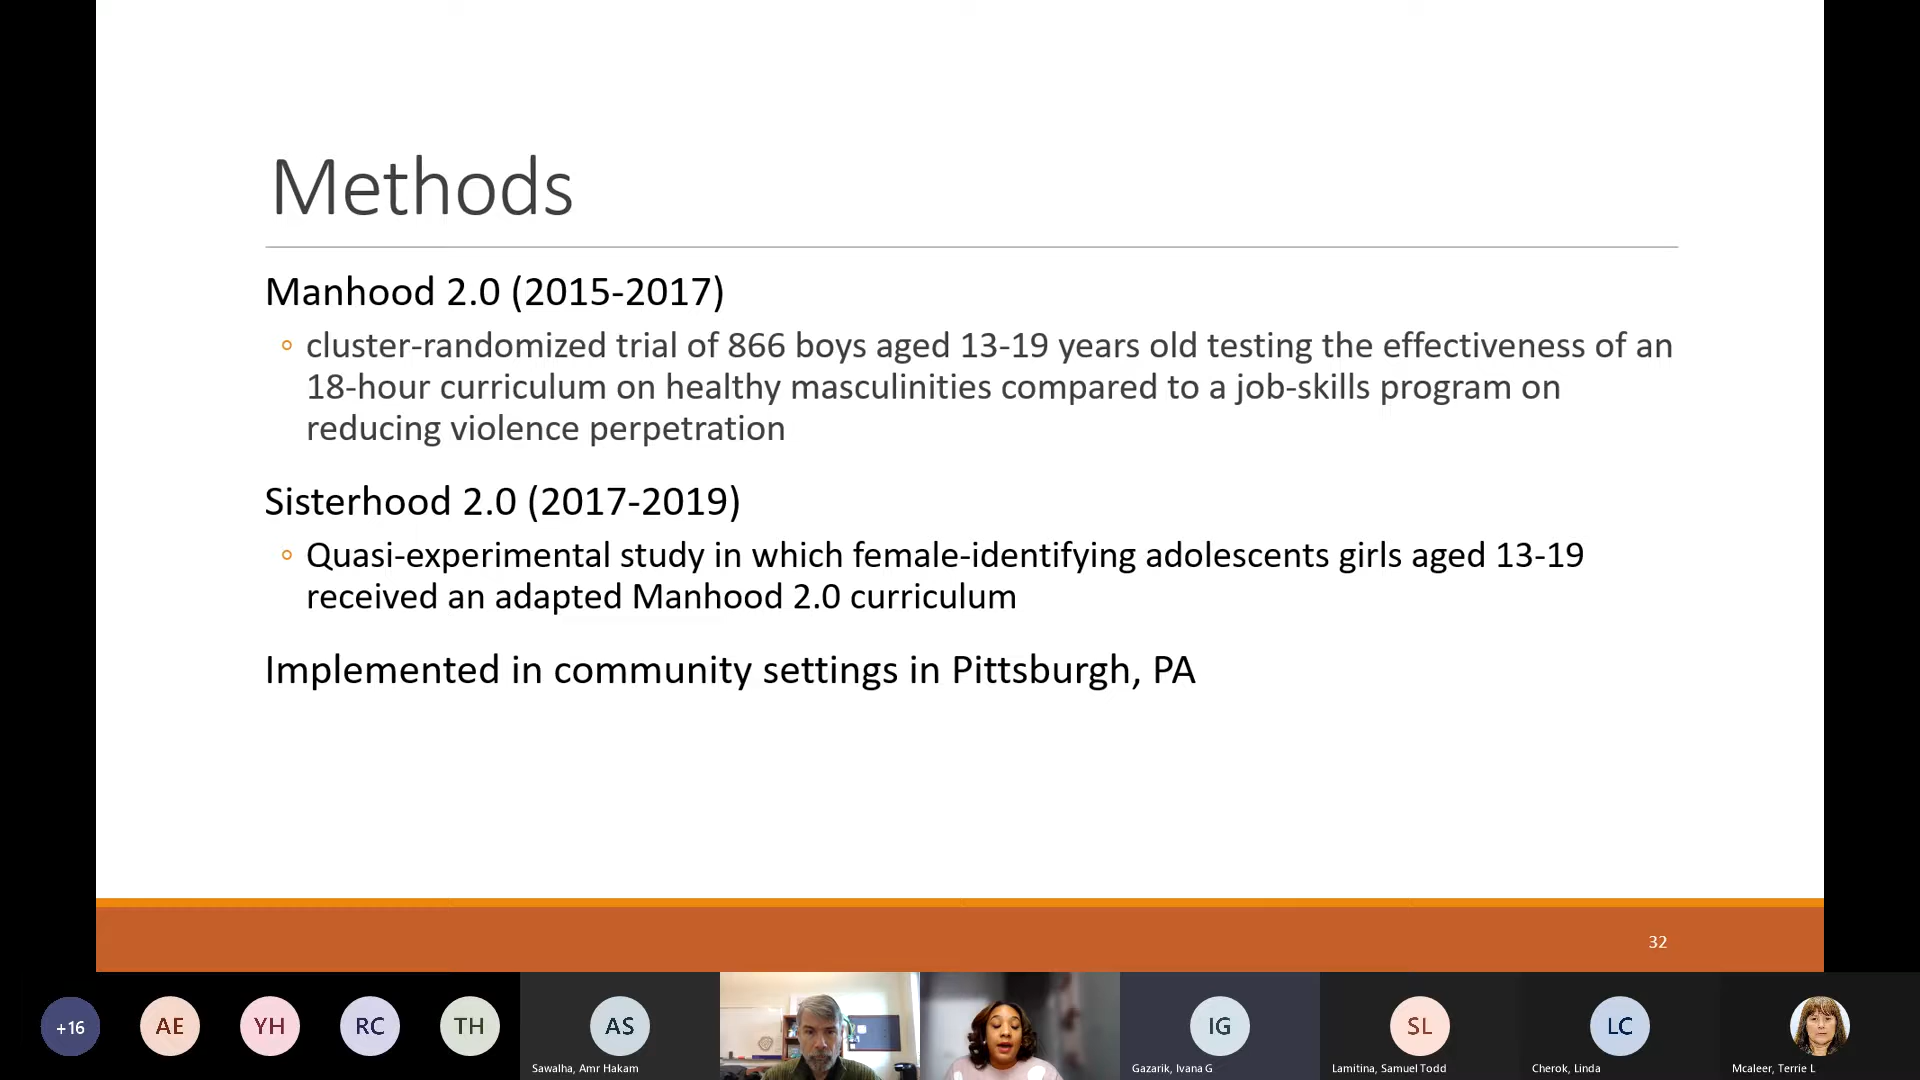 Methods
Manhood 2.0 (2015-2017)
◦ cluster-randomized trial of 866 boys aged 13-19 years old testing the effectiveness of an
18-hour curriculum on healthy masculinities compared to a job-skills program on
reducing violence perpetration
Sisterhood 2.0 (2017-2019)
◦ Quasi-experimental study in which female-identifying adolescents girls aged 13-19
received an adapted Manhood 2.0 curriculum
Implemented in community settings in Pittsburgh, PA
32
+16
AE
YH
RC
TH
AS
IG
SL
LC
Sawalha, Amr Hakam
Gazarik, Ivana G
Lamitina, Samuel Todd
Cherok, Linda
Mcaleer, Terrie L